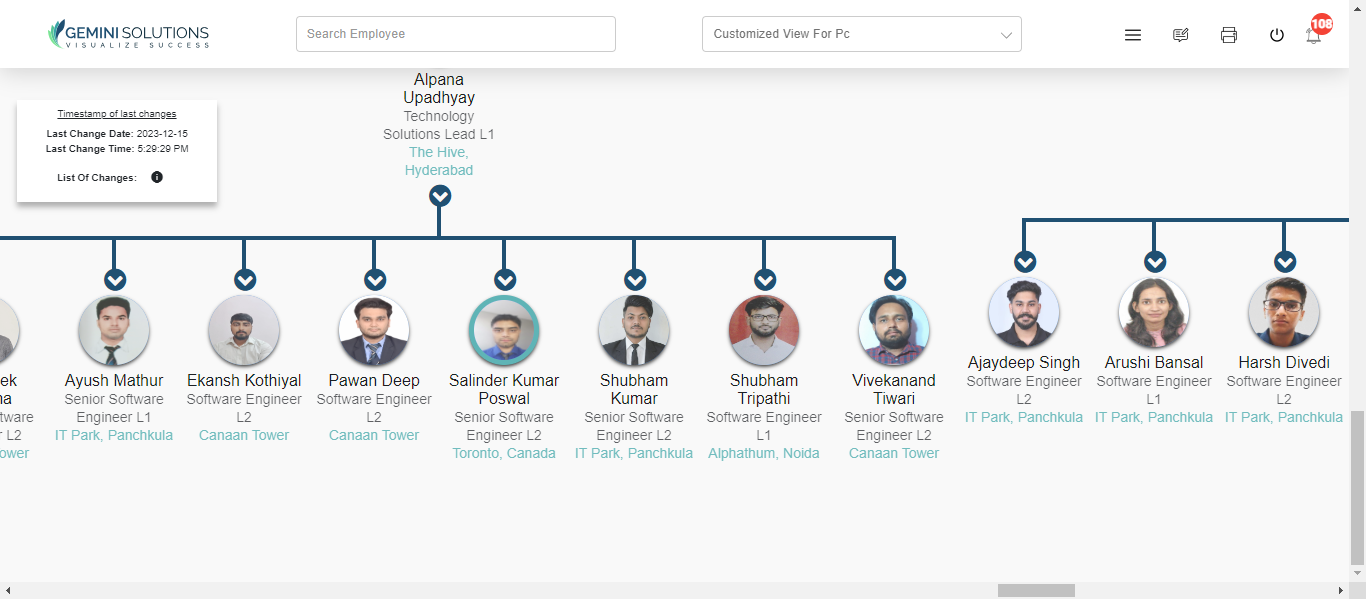 GEMINI SOLUTIONS
VISUALIZE SUCCESS
Search Employee
Customized View For Pc
108
Timestamp of last changes
Last Change Date: 2023-12-15
Last Change Time: 5:29:29 PM
List Of Changes:
Alpana
Upadhyay
Technology
Solutions Lead L1
The Hive,
Hyderabad
Ayush Mathur
Senior Software
Engineer L1
IT Park, Panchkula
Ekansh Kothiyal
Software Engineer
L2
Canaan Tower
Pawan Deep
Software Engineer
L2
Canaan Tower
Salinder Kumar
Poswal
Senior Software
Engineer L2
Toronto, Canada
Shubham
Kumar
Senior Software
Engineer L2
IT Park, Panchkula
Shubham
Tripathi
Software Engineer
L1
Alphathum, Noida
Vivekanand
Tiwari
Senior Software
Engineer L2
Canaan Tower
Ajaydeep Singh
Software Engineer
L2
IT Park, Panchkula
Arushi Bansal
Software Engineer
L1
IT Park, Panchkula
Harsh Divedi
Software Engineer
L2
IT Park, Panchkula